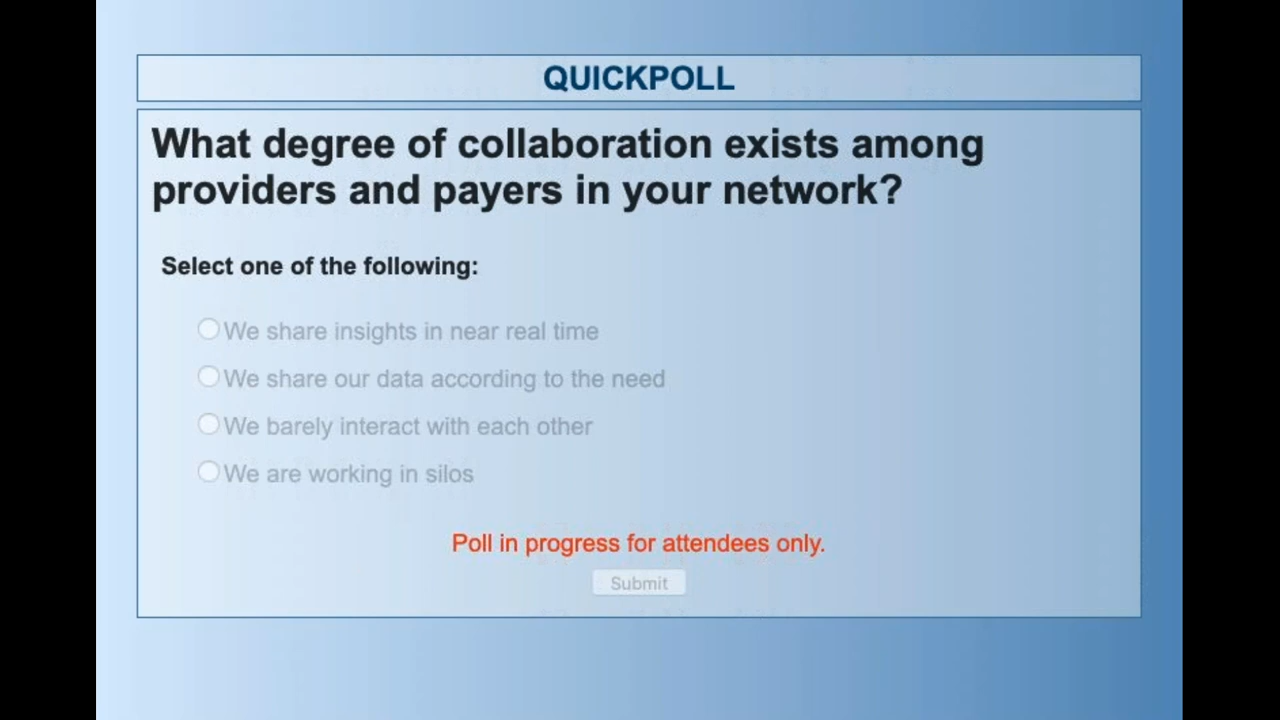 QUICKPOLL
What degree of collaboration exists among
providers and payers in your network?
Select one of the following:
We share insights in near real time
We share our data according to the need
We barely interact with each other
We are working in silos
Poll in progress for attendees only.
Submit